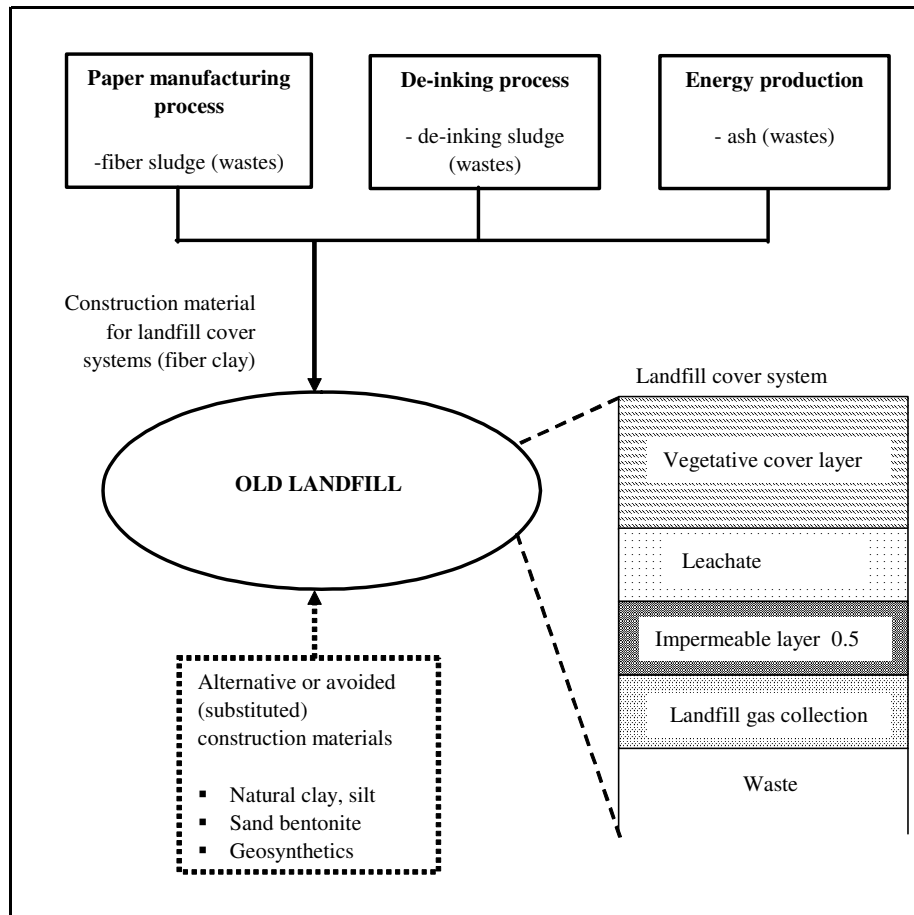 Paper manufacturing
process
-fiber sludge (wastes)
De-inking process
- de-inking sludge
(wastes)
Energy production
- ash (wastes)
Construction material
for landfill cover
systems (fiber clay)
OLD LANDFILL
Landfill cover system
Vegetative cover layer
Leachate
Impermeable layer 0.5
Landfill gas collection
Waste
Alternative or avoided
(substituted)
construction materials
▪ Natural clay, silt
▪ Sand bentonite
▪ Geosynthetics